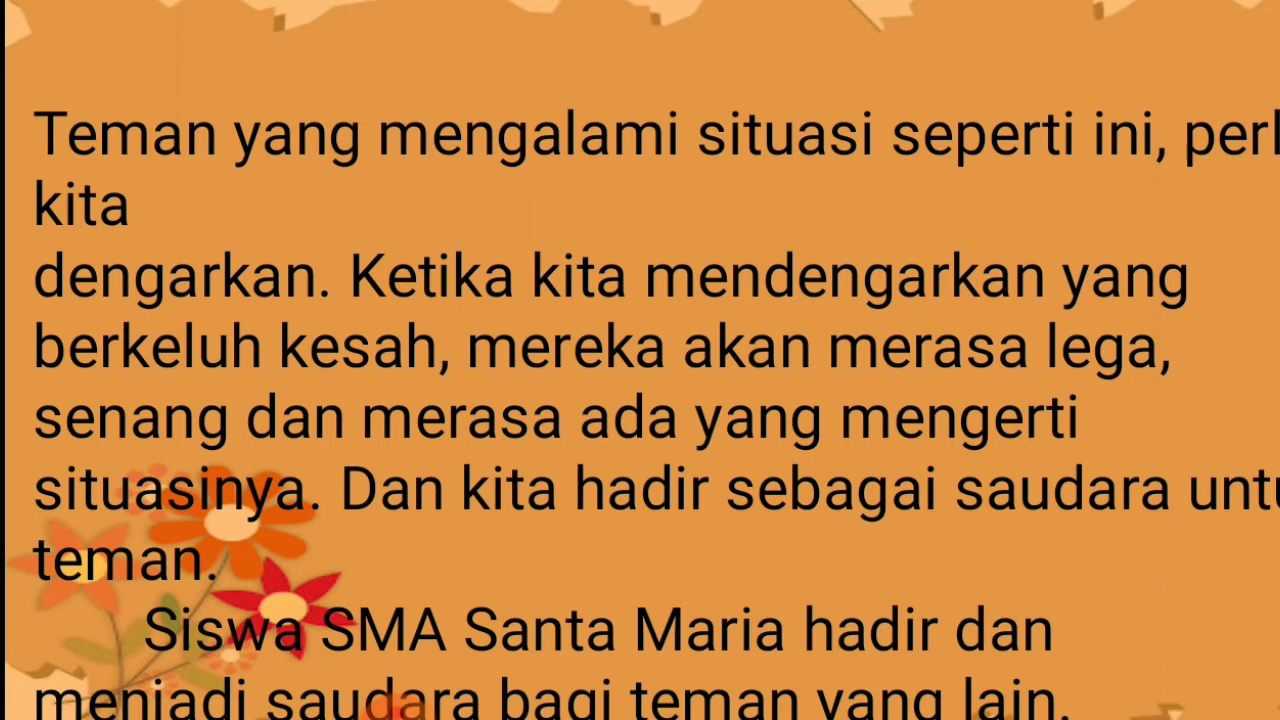 Teman yang mengalami situasi seperti ini,
kita
dengarkan. Ketika kita mendengarkan yang
berkeluh kesah, mereka akan merasa lega,
senang dan merasa ada yang mengerti
situasinya. Dan kita hadir sebagai saudara
teman.
Siswa SMA Santa Maria hadir dan
menjadi saudara bagi teman yang lain.